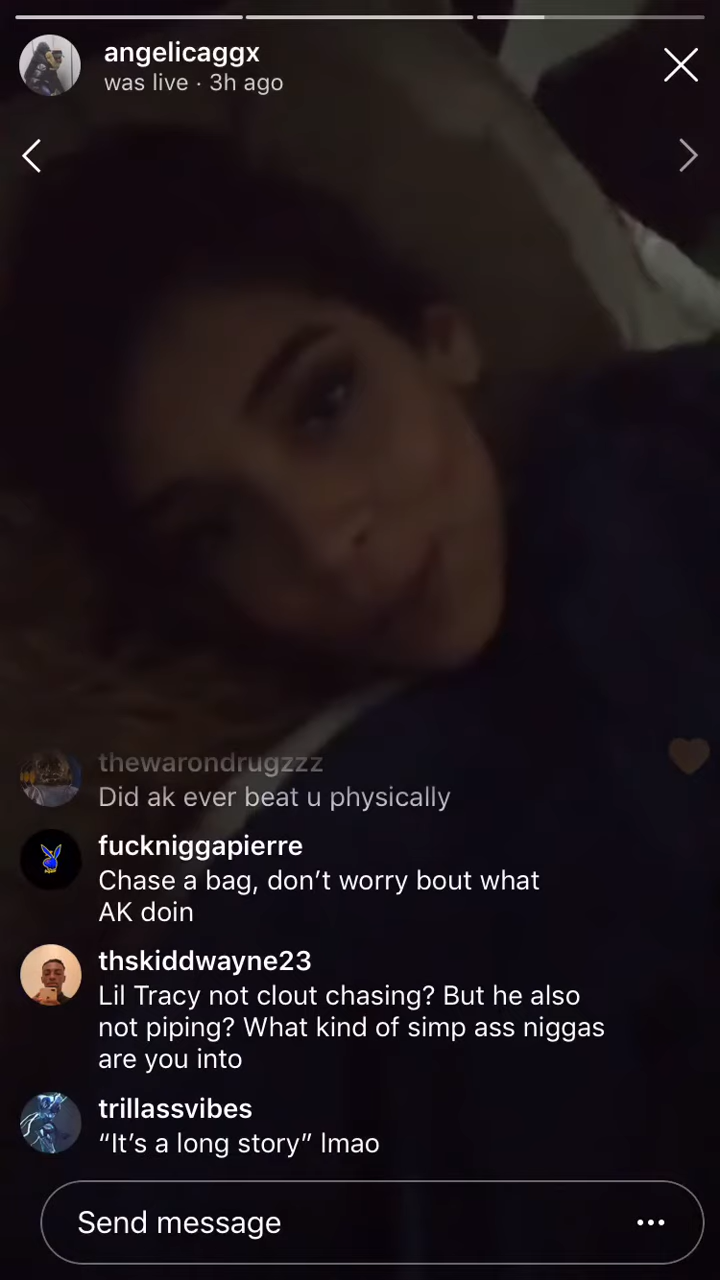 angelicaggx
was live · 3h ago
thewarondrugzzz
Did ak ever beat u physically
fuckniggapierre
Chase a bag, don’t worry bout what
AK doin
thskiddwayne23
Lil Tracy not clout chasing? But he also
not piping? What kind of simp ass niggas
are you into
trillassvibes
“It’s a long story” lmao
Send message